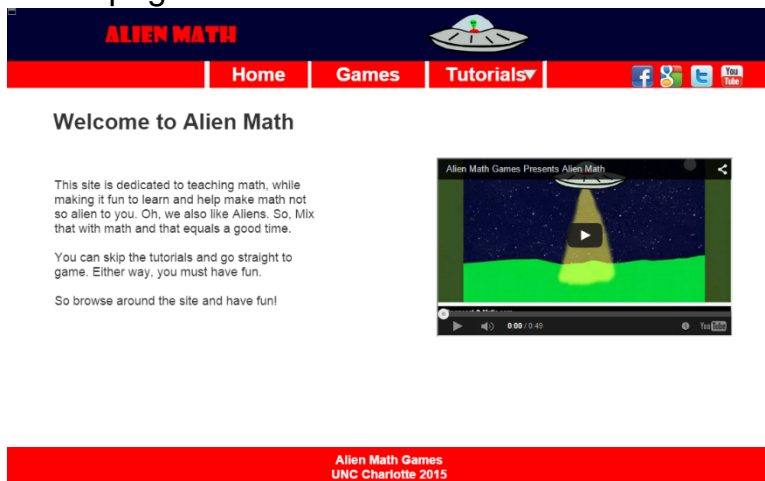 ALIEN MATH
Home Games Tutorials
You
Tube
Welcome to Alien Math
This site is dedicated to teaching math, while
making it fun to learn and help make math not
so alien to you. Oh, we also like Aliens. So, Mix
that with math and that equals a good time.
You can skip the tutorials and go straight to
game. Either way, you must have fun.
So browse around the site and have fun!
Alien Math Games Presents Alien Math
0:00 / 0:49
You Tube
Alien Math Games
UNC Charlotte 2015